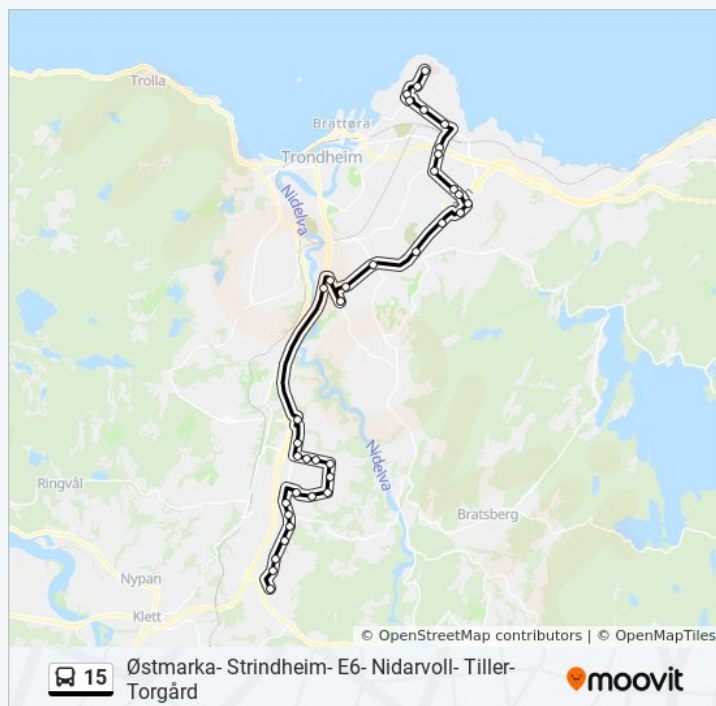 Trolla
Brattøra
Trondheim
Nidelva
Nidelva
Ringvål
Bratsberg
Nypan
Klett
© OpenStreetMap contributors | © OpenMapTiles
15
Østmarka- Strindheim- E6- Nidarvoll- Tiller-
Torgård
moovit